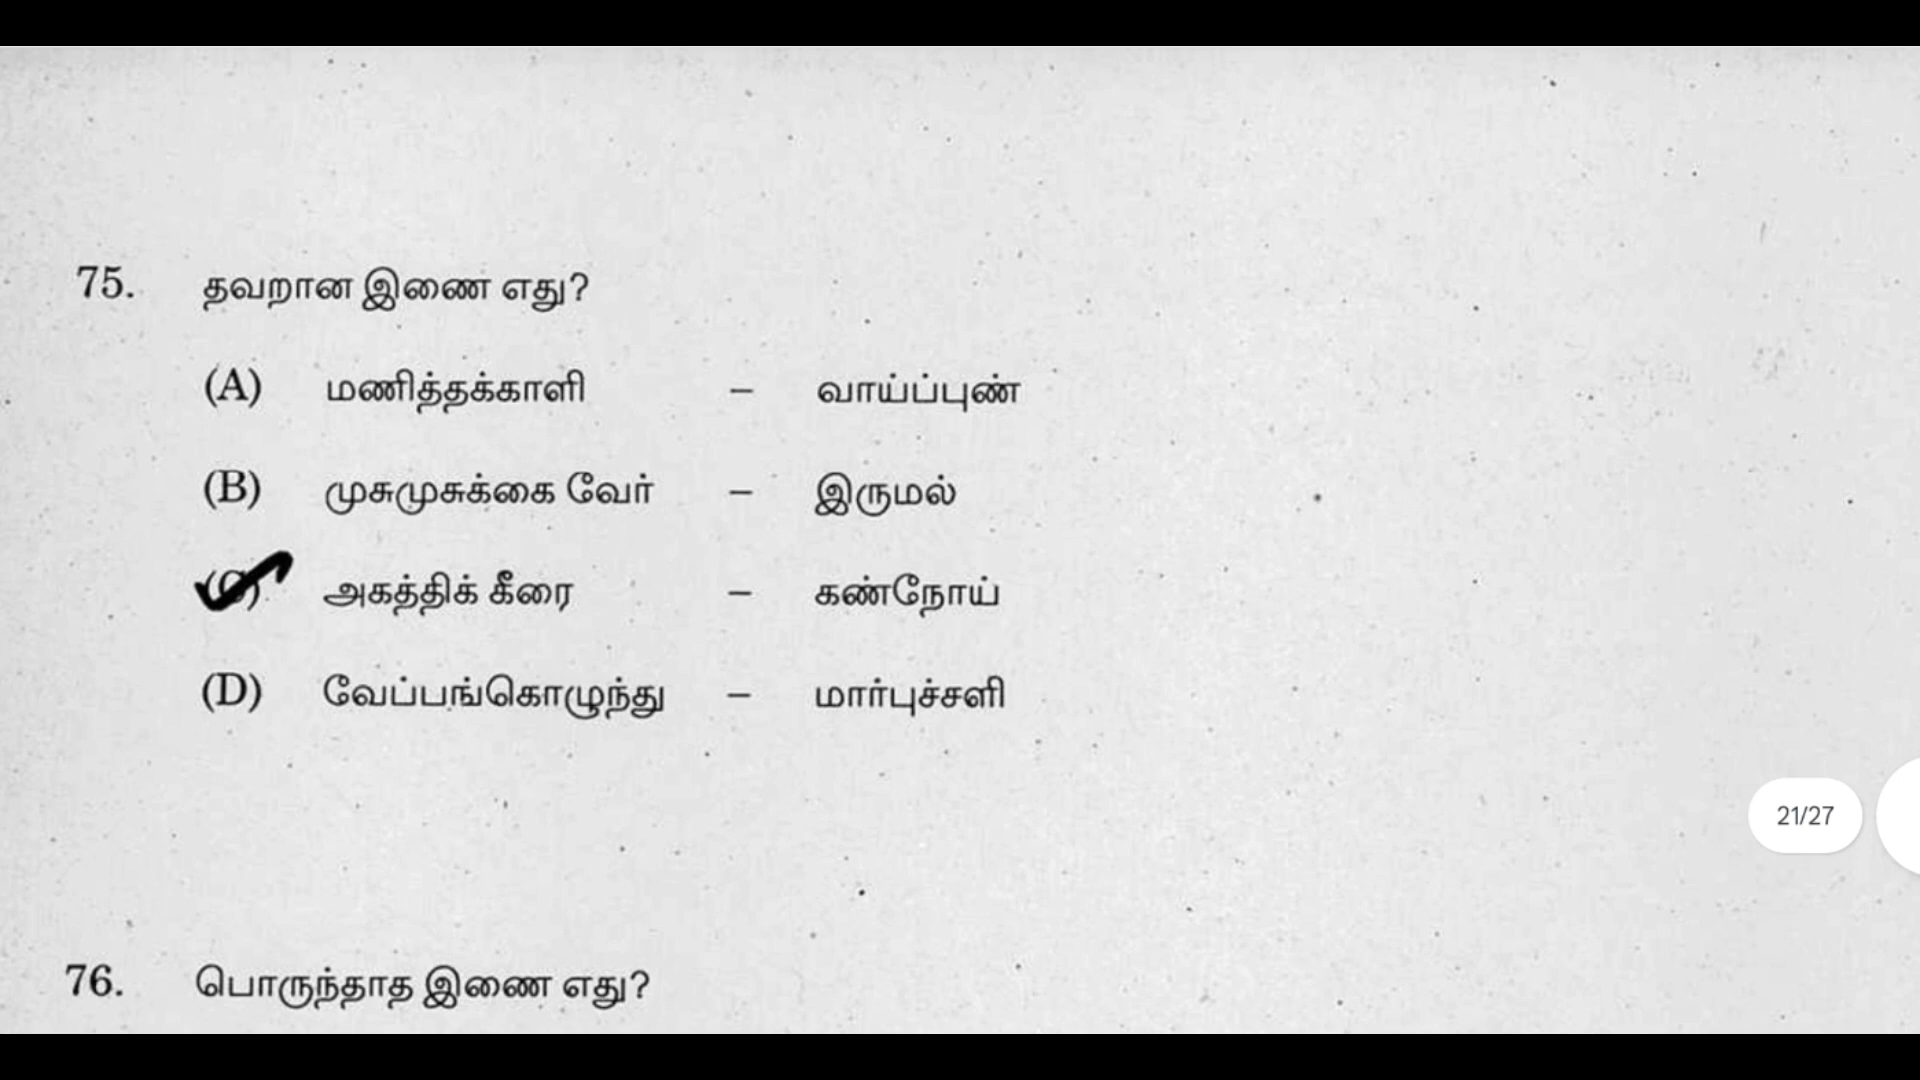 75. தவறான இணை எது?
(A) மணித்தக்காளி – வாய்ப்புண்
(B) முசுமுசுக்கை வேர் – இருமல்
(C) அகத்திக் கீரை – கண்நோய்
(D) வேப்பங்கொழுந்து – மார்புச்சளி
21/27
76. பொருந்தாத இணை எது?